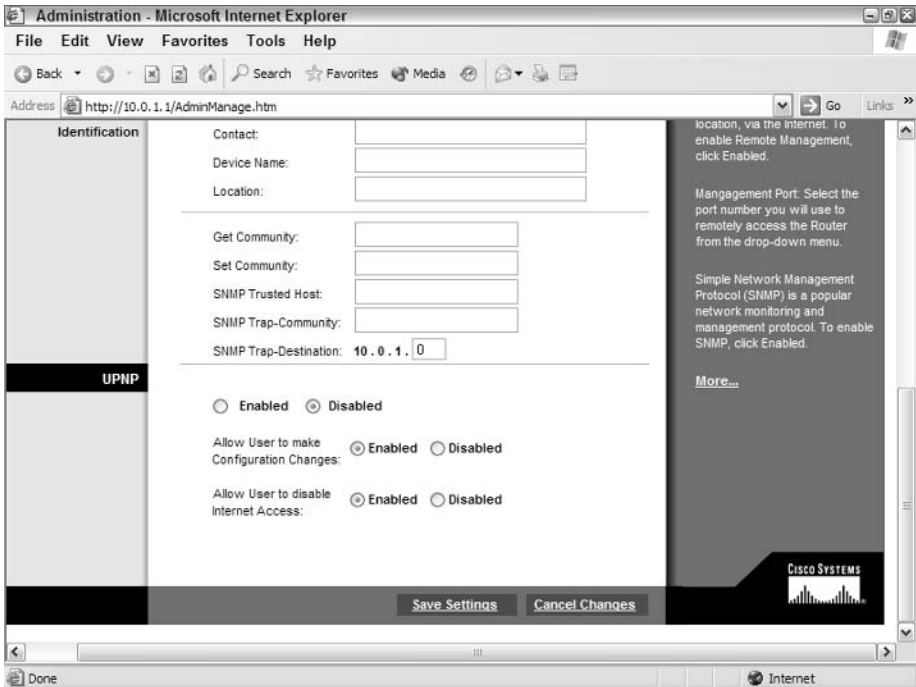 Administration - Microsoft Internet Explorer
File Edit View Favorites Tools Help
Back Search Favorites Media
Address http://10.0.1.1/AdminManage.htm Go Links »
Identification
Contact:
Device Name:
Location:
Get Community:
Set Community:
SNMP Trusted Host:
SNMP Trap-Community:
SNMP Trap-Destination: 10 . 0 . 1 . 0
UPNP
Enabled Disabled
Allow User to make
Configuration Changes:
Enabled Disabled
Allow User to disable
Internet Access:
Enabled Disabled
location, via the Internet. To
enable Remote Management,
click Enabled.
Mangagement Port: Select the
port number you will use to
remotely access the Router
from the drop-down menu.
Simple Network Management
Protocol (SNMP) is a popular
network monitoring and
management protocol. To enable
SNMP, click Enabled.
More...
CISCO SYSTEMS
Save Settings Cancel Changes
Done Internet